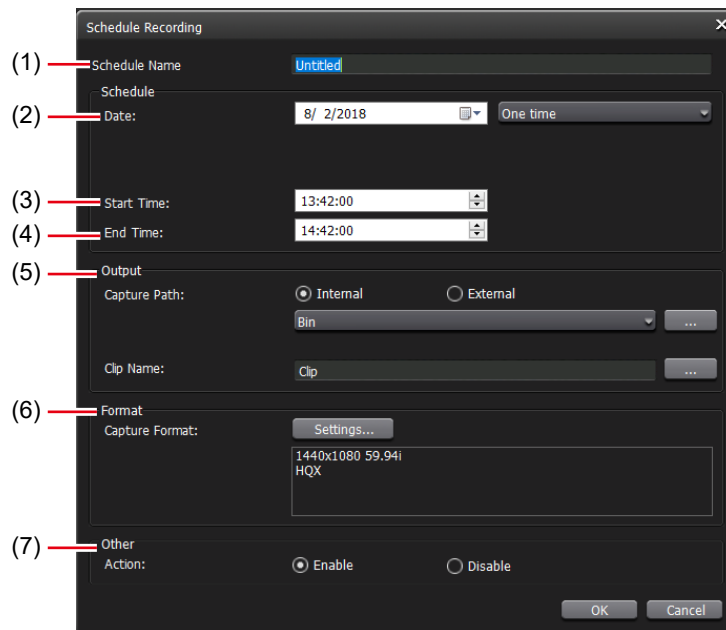 Schedule Recording
(1) Schedule Name Untitled
Schedule
(2) Date: 8/ 2/2018 One time
(3) Start Time: 13:42:00
(4) End Time: 14:42:00
(5) Output
Capture Path: Internal External
Bin ...
Clip Name: Clip ...
(6) Format
Capture Format: Settings...
1440x1080 59.94i
HQX
(7) Other
Action: Enable Disable
OK Cancel